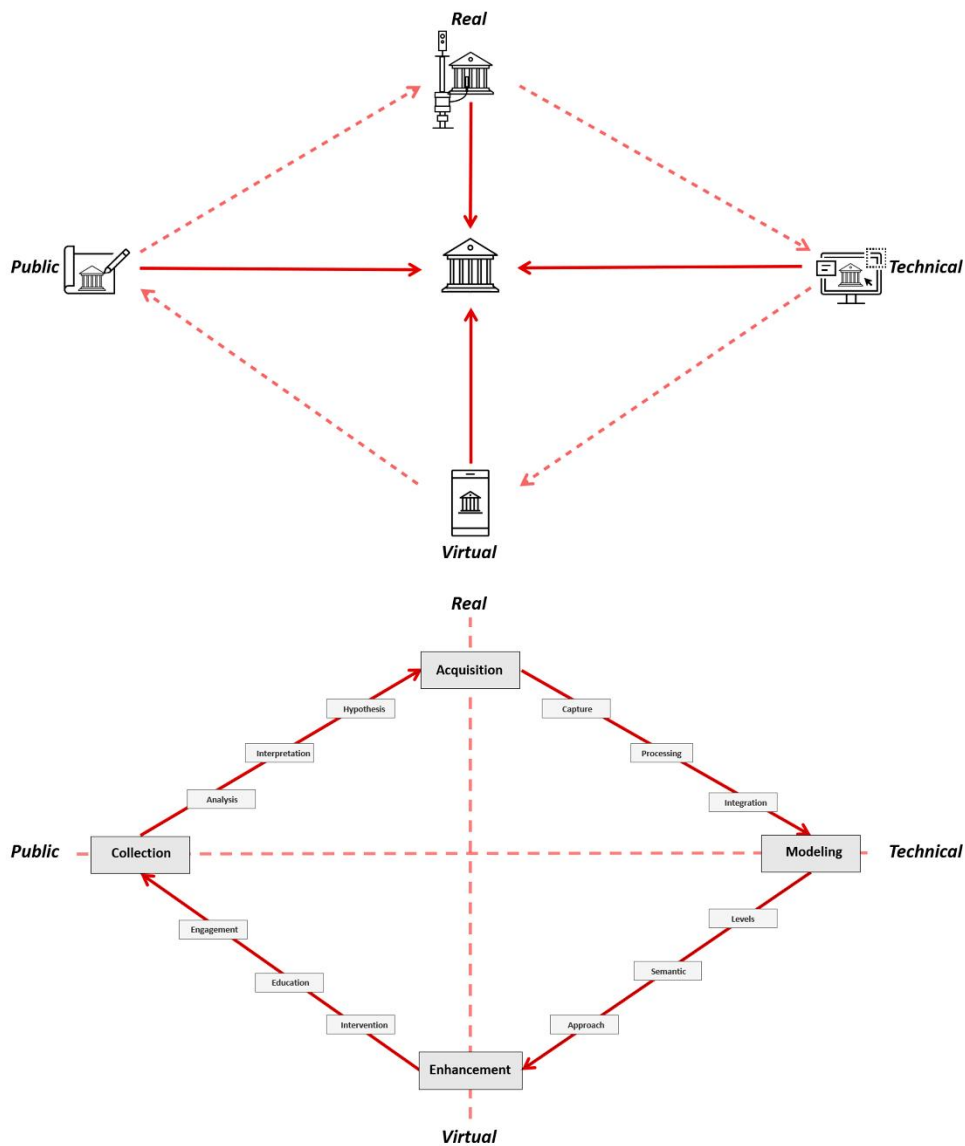 Real
Public
Technical
Virtual
Real
Acquisition
Hypothesis
Capture
Interpretation
Processing
Analysis
Integration
Public
Collection
Modeling
Technical
Levels
Engagement
Semantic
Education
Intervention
Approach
Enhancement
Virtual